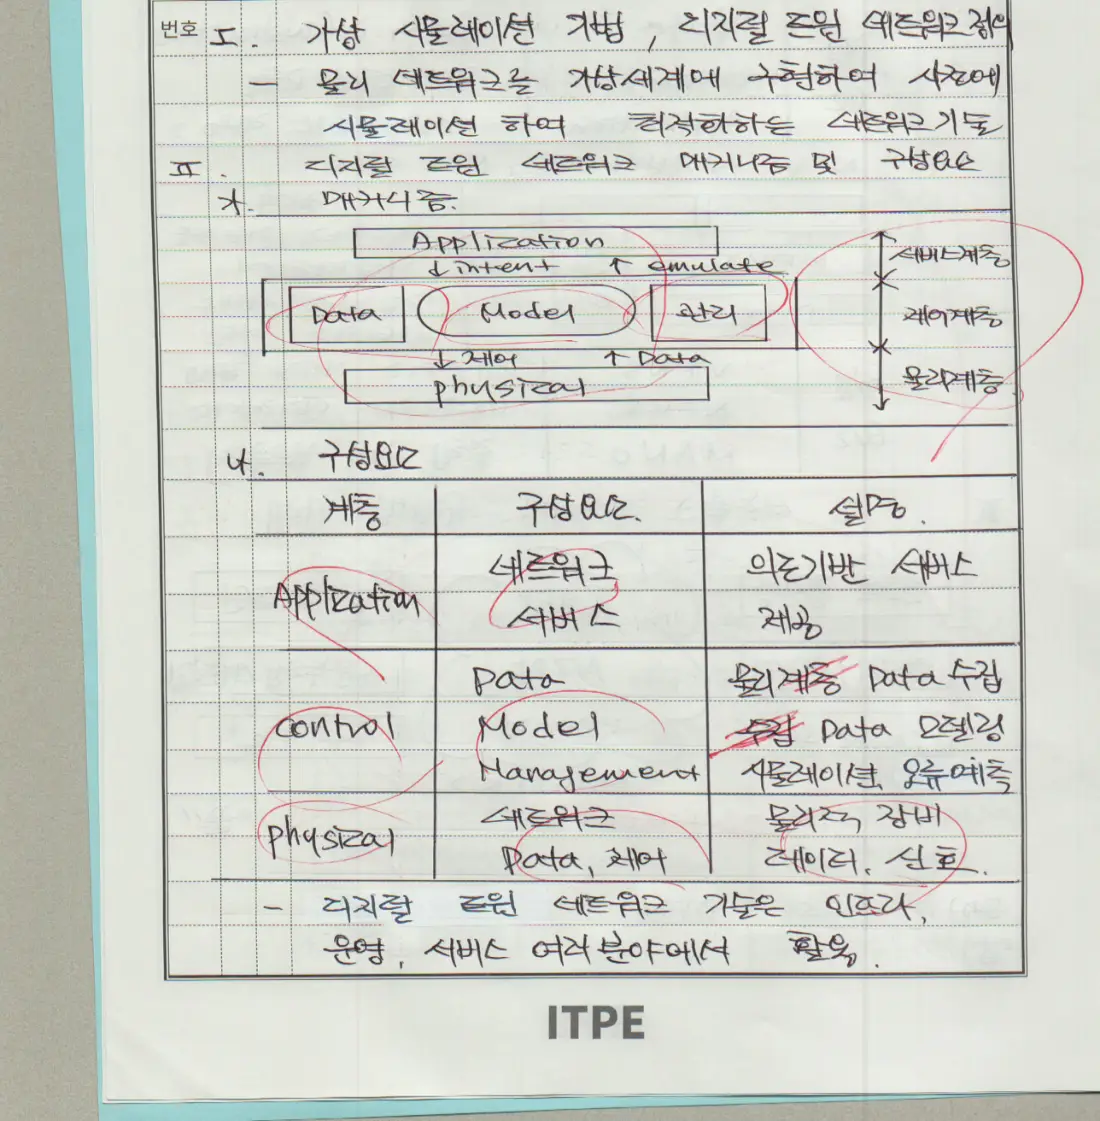 번호
I. 가상 시뮬레이션 기법, 디지털 트윈 네트워크 정의
- 물리 네트워크를 가상세계에 구현하여 사전에
시뮬레이션 하여 최적화하는 네트워크 기술
II. 디지털 트윈 네트워크 매커니즘 및 구성요소
가. 매커니즘.
Application
↓ intent ↑ emulate
서비스계층
Data Model 관리
제어계층
↓ 제어 ↑ Data
physical
물리계층
나. 구성요소
계층 구성요소. 설명.
Application 네트워크 서비스 의도기반 서비스 제공
Control
Data 물리계층 Data 수집
Model 수집 Data 모델링
Management 시뮬레이션, 오류예측
physical
네트워크 물리적 장비
Data, 제어 데이터, 신호.
- 디지털 트윈 네트워크 기술은 인프라,
운영, 서비스 여러분야에서 활용.
ITPE